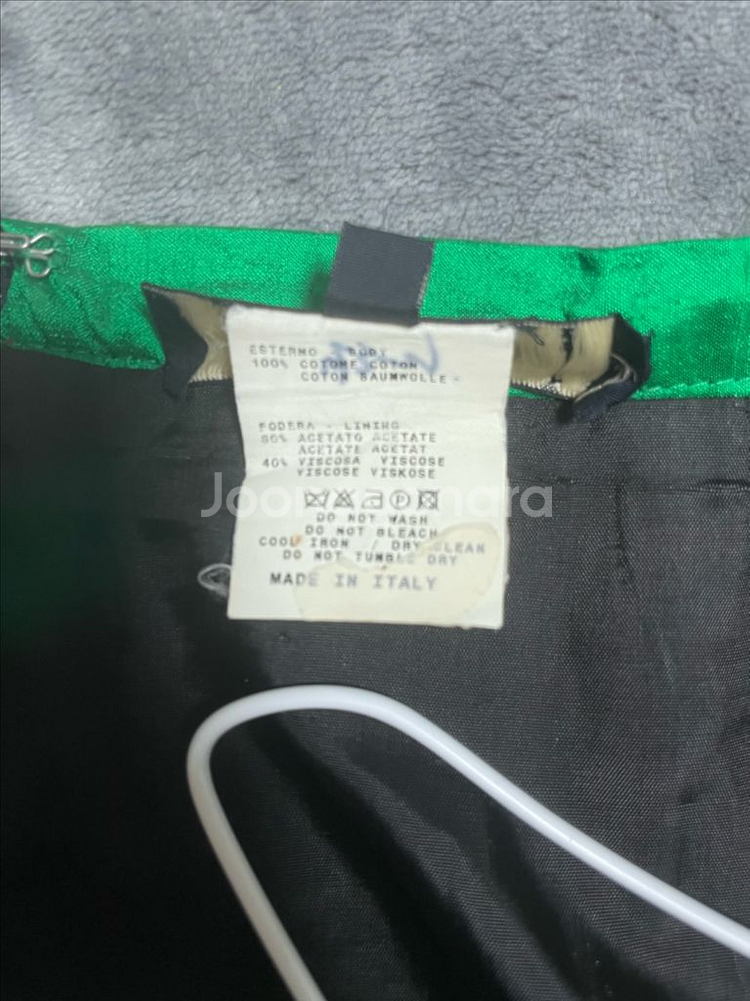 ESTERNO BODY
100% COTONE COTON
COTON BAUMWOLLE
FODERA - LINING
60% ACETATO ACETATE
ACETATE ACETAT
40% VISCOSA VISCOSE
VISCOSE VISKOSE
DO NOT WASH
DO NOT BLEACH
COOL IRON DRY CLEAN
DO NOT TUMBLE DRY
MADE IN ITALY